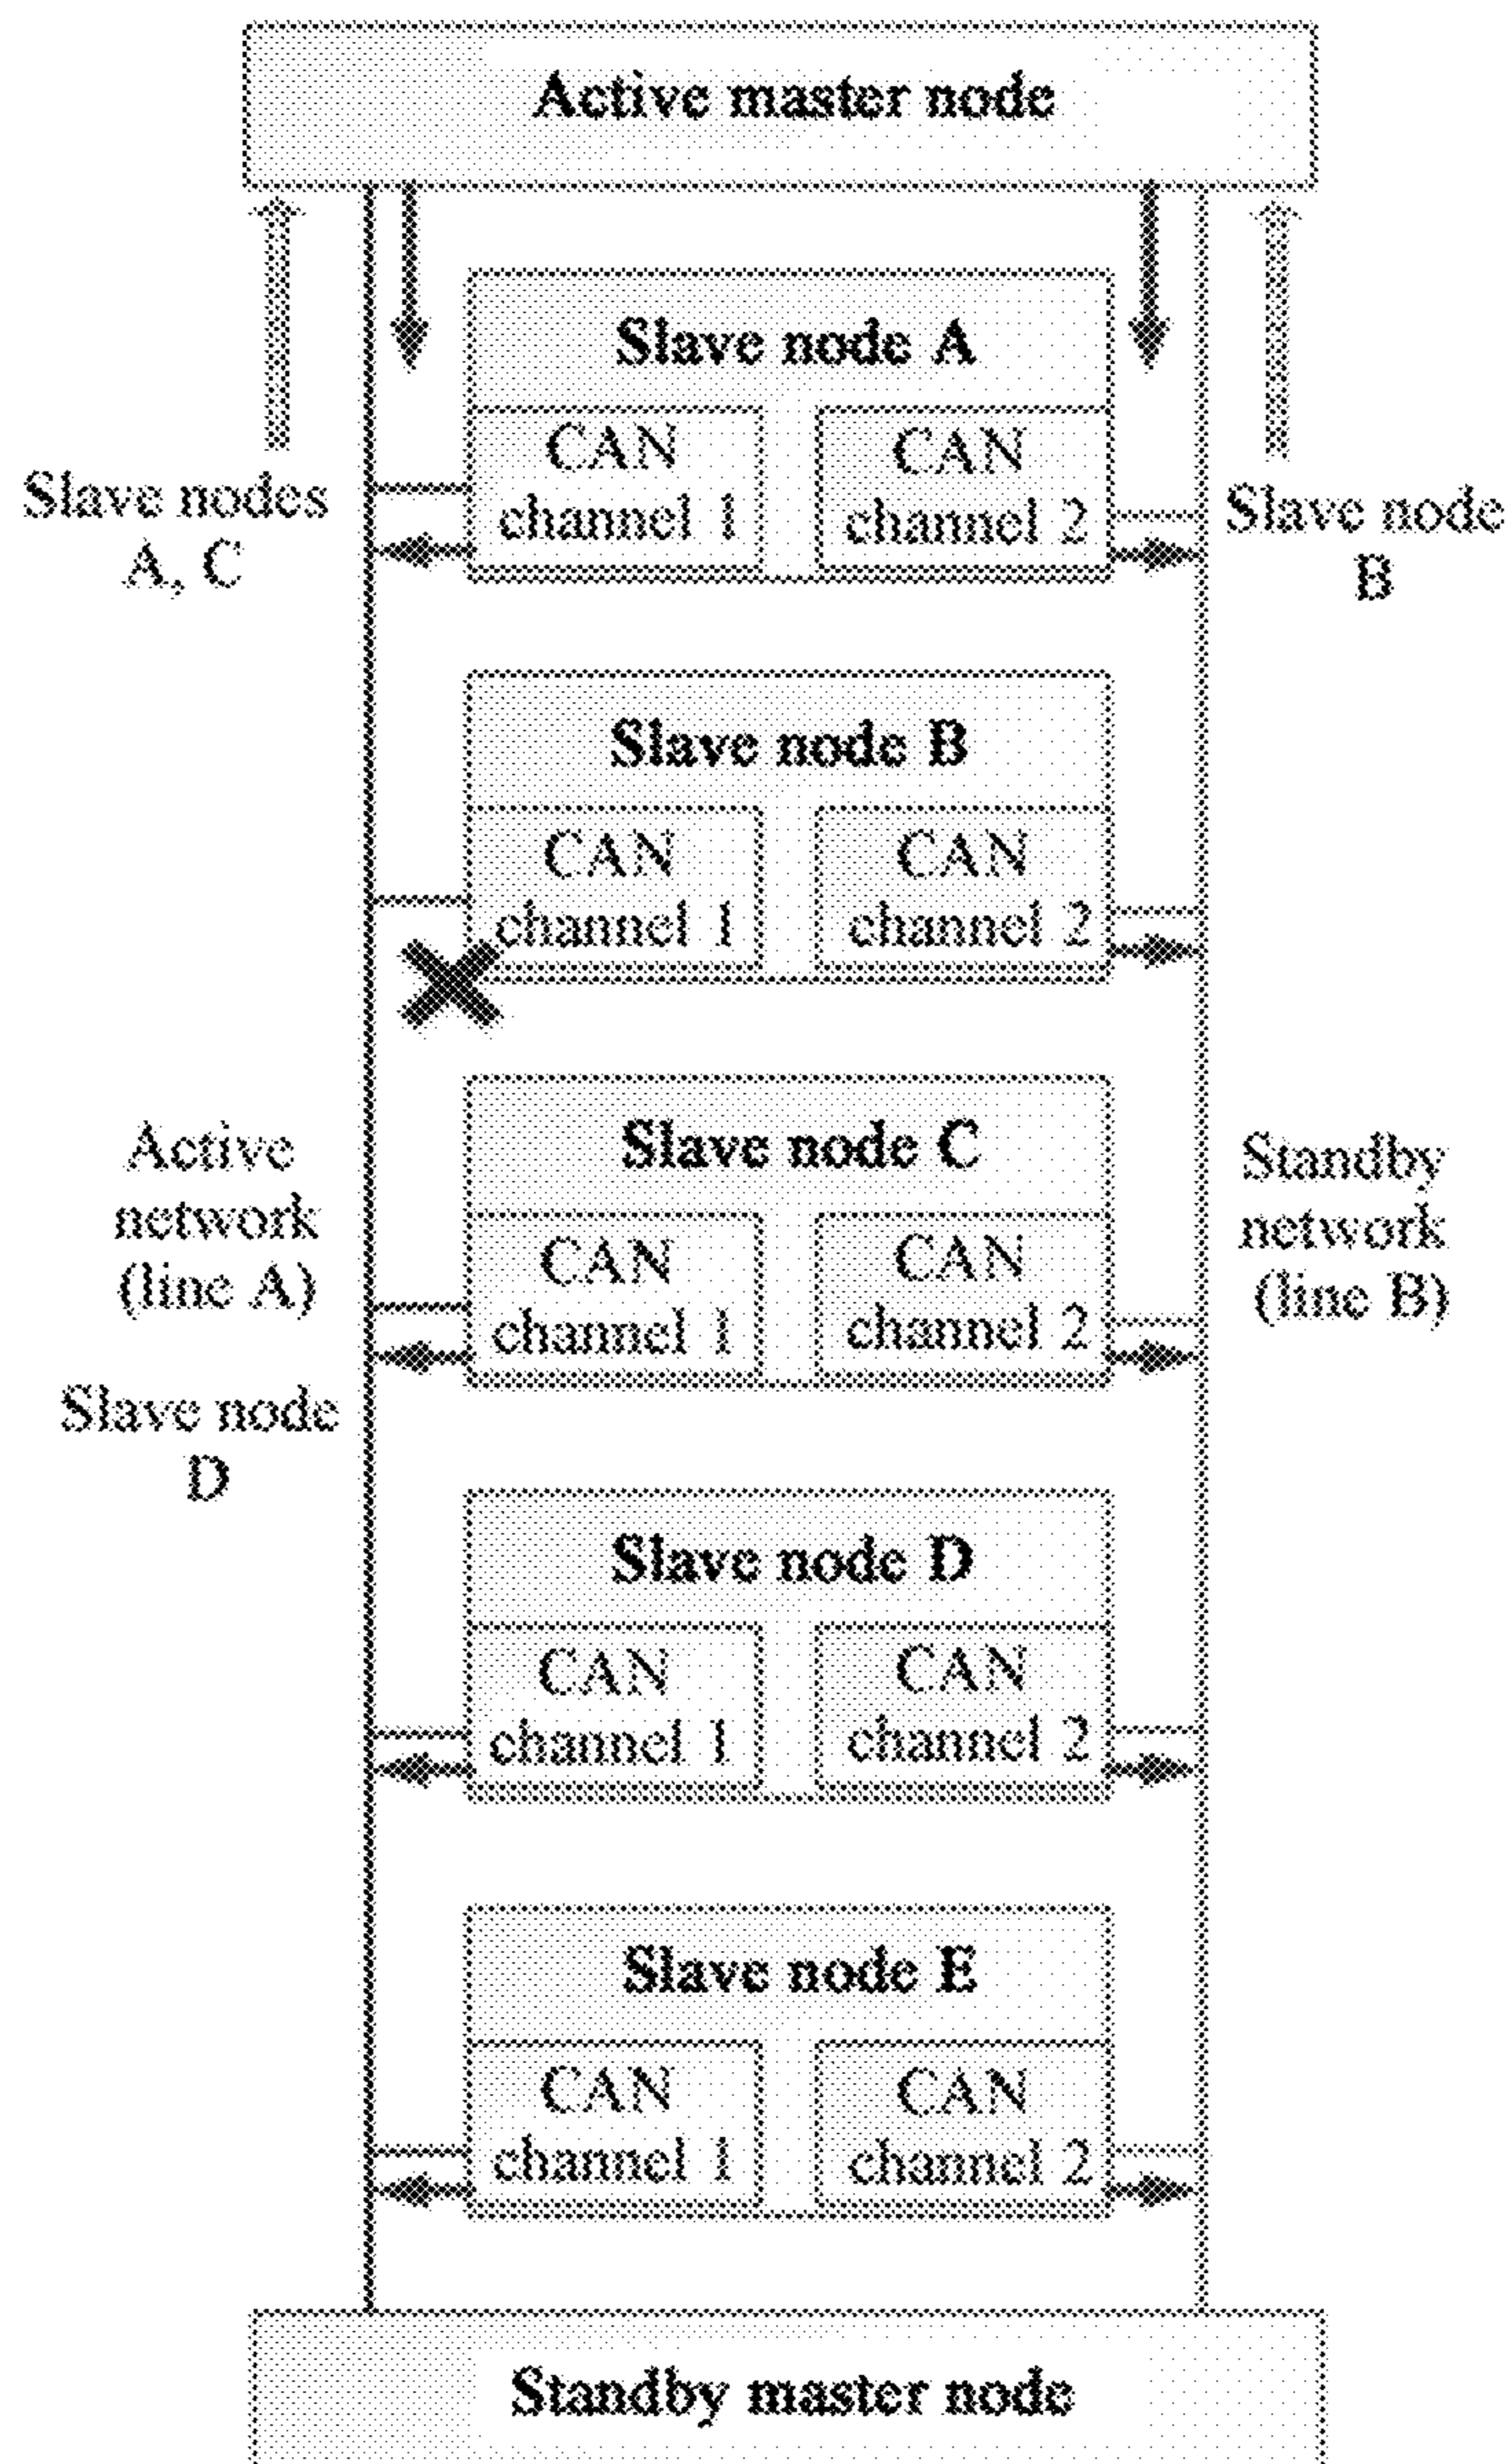 Active master node
Slave node A
CAN
channel 1
CAN
channel 2
Slave nodes
A, C
Slave node
B
Slave node B
CAN
channel 1
CAN
channel 2
Slave node C
CAN
channel 1
CAN
channel 2
Active
network
(line A)
Standby
network
(line B)
Slave node
D
Slave node D
CAN
channel 1
CAN
channel 2
Slave node E
CAN
channel 1
CAN
channel 2
Standby master node